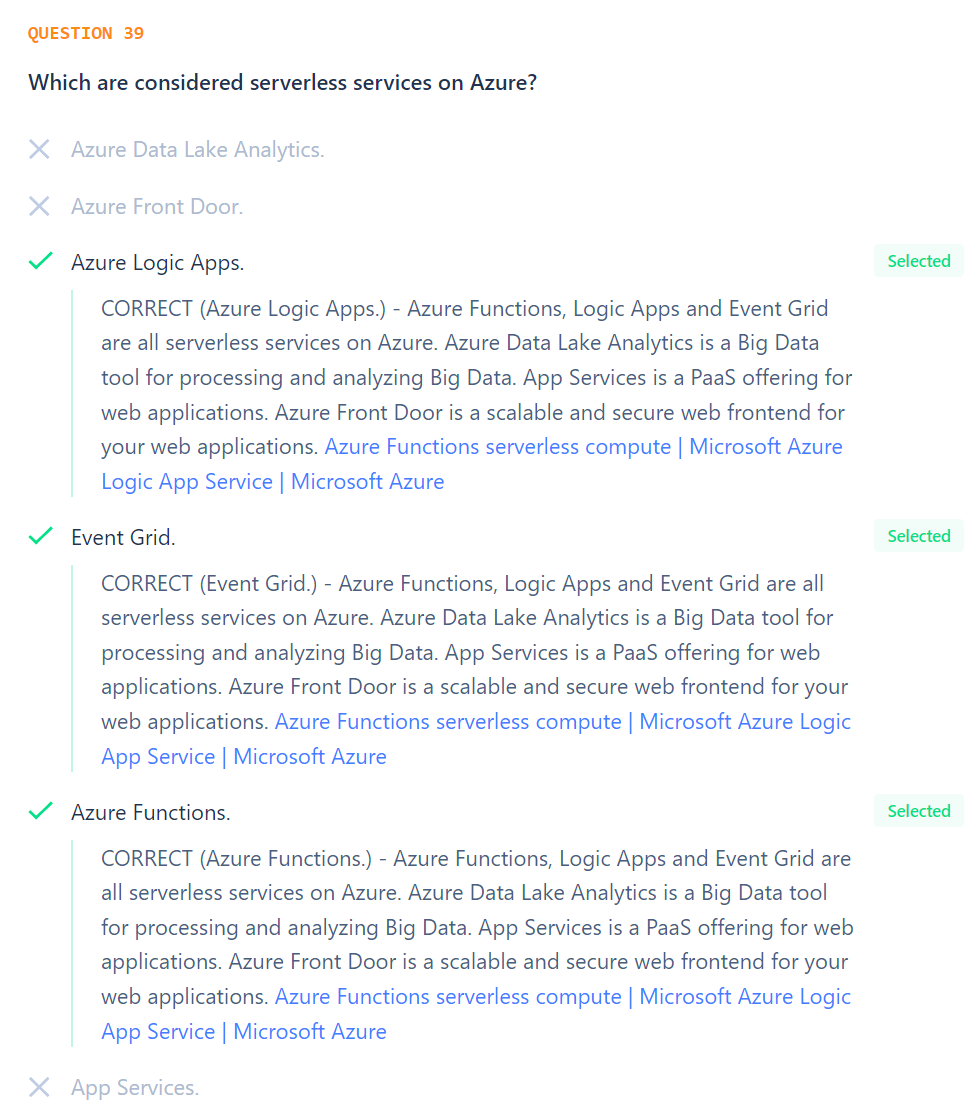 QUESTION 39
Which are considered serverless services on Azure?
Azure Data Lake Analytics.
Azure Front Door.
Azure Logic Apps.
Selected
CORRECT (Azure Logic Apps.) - Azure Functions, Logic Apps and Event Grid
are all serverless services on Azure. Azure Data Lake Analytics is a Big Data
tool for processing and analyzing Big Data. App Services is a PaaS offering for
web applications. Azure Front Door is a scalable and secure web frontend for
your web applications. Azure Functions serverless compute | Microsoft Azure
Logic App Service | Microsoft Azure
Event Grid.
Selected
CORRECT (Event Grid.) - Azure Functions, Logic Apps and Event Grid are all
serverless services on Azure. Azure Data Lake Analytics is a Big Data tool for
processing and analyzing Big Data. App Services is a PaaS offering for web
applications. Azure Front Door is a scalable and secure web frontend for your
web applications. Azure Functions serverless compute | Microsoft Azure Logic
App Service | Microsoft Azure
Azure Functions.
Selected
CORRECT (Azure Functions.) - Azure Functions, Logic Apps and Event Grid are
all serverless services on Azure. Azure Data Lake Analytics is a Big Data tool
for processing and analyzing Big Data. App Services is a PaaS offering for web
applications. Azure Front Door is a scalable and secure web frontend for your
web applications. Azure Functions serverless compute | Microsoft Azure Logic
App Service | Microsoft Azure
App Services.